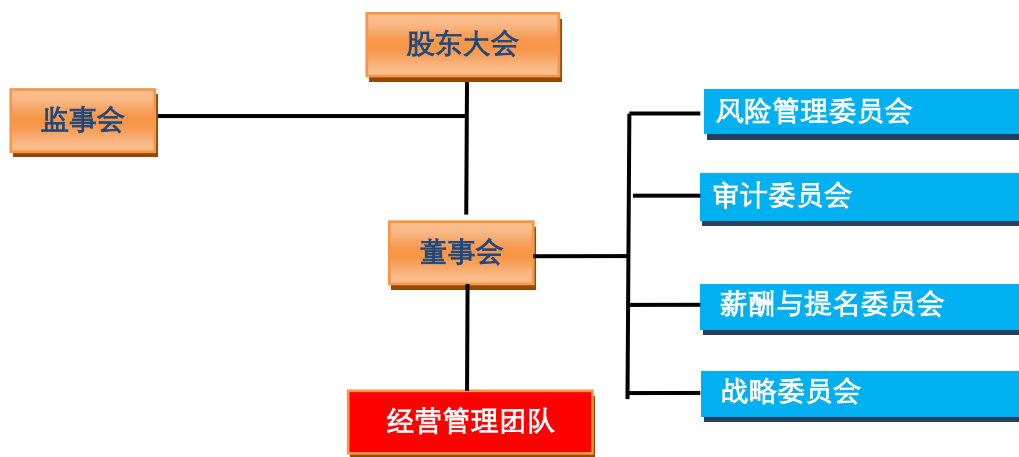 股东大会
监事会
风险管理委员会
审计委员会
董事会
薪酬与提名委员会
战略委员会
经营管理团队